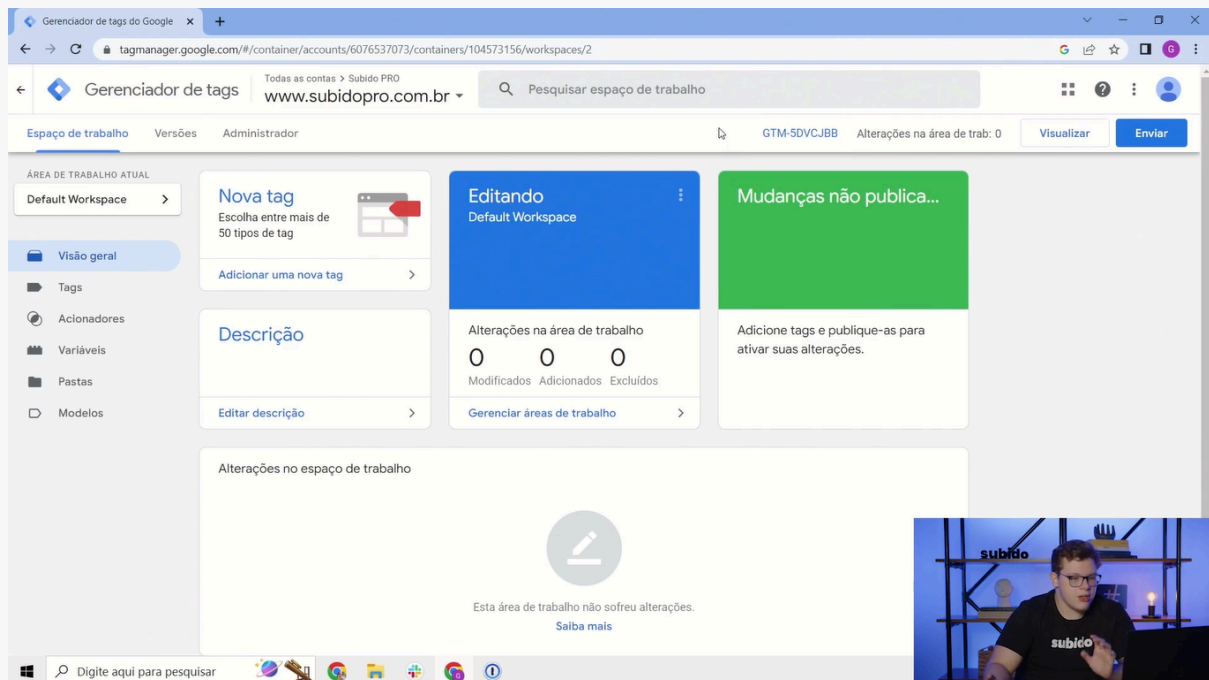 Gerenciador de tags do Google
tagmanager.google.com/#/container/accounts/6076537073/containers/104573156/workspaces/2
G
Gerenciador de tags
Todas as contas > Subido PRO
www.subidopro.com.br
Pesquisar espaço de trabalho
Espaço de trabalho
Versões
Administrador
GTM-5DVCJBB
Alterações na área de trab: 0
Visualizar
Enviar
ÁREA DE TRABALHO ATUAL
Default Workspace
Visão geral
Tags
Acionadores
Variáveis
Pastas
Modelos
Nova tag
Escolha entre mais de
50 tipos de tag
Adicionar uma nova tag
Descrição
Editar descrição
Editando
Default Workspace
Alterações na área de trabalho
0 0 0
Modificados Adicionados Excluídos
Gerenciar áreas de trabalho
Mudanças não publica...
Adicione tags e publique-as para
ativar suas alterações.
Alterações no espaço de trabalho
Esta área de trabalho não sofreu alterações.
Saiba mais
subido
subido
Digite aqui para pesquisar